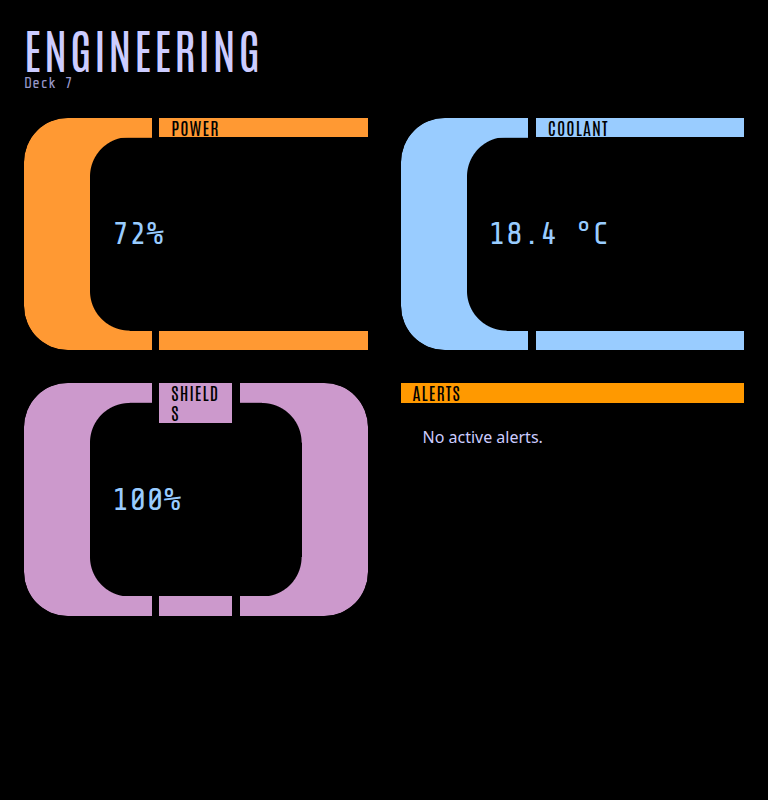 ENGINEERING
Deck 7
POWER
COOLANT
72%
18.4 °C
SHIELD
S
ALERTS
No active alerts.
100%